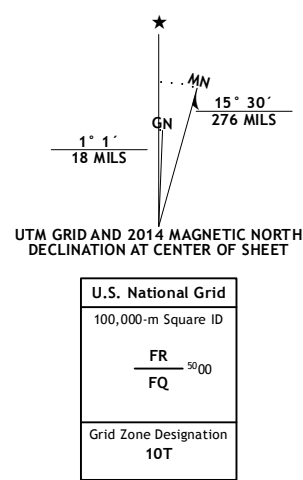 ★
MN
GN
15° 30´
276 MILS
1° 1´
18 MILS
UTM GRID AND 2014 MAGNETIC NORTH
DECLINATION AT CENTER OF SHEET
U.S. National Grid
100,000-m Square ID
FR
5000
FQ
Grid Zone Designation
10T